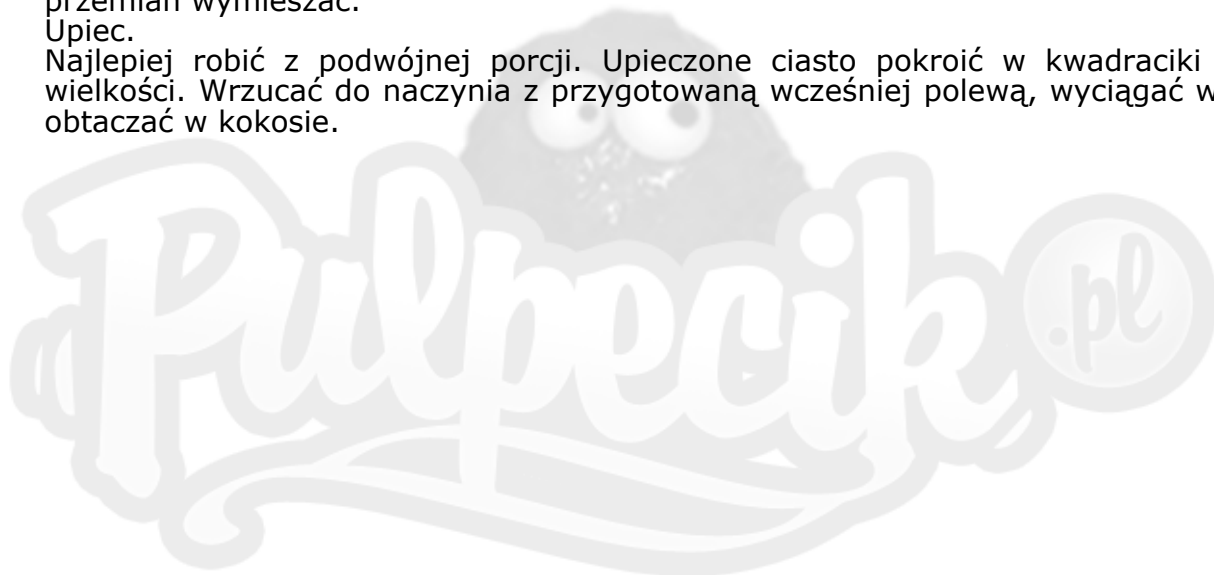 przemian wymieszać.
Upiec.
Najlepiej robić z podwójnej porcji. Upieczone ciasto pokroić w kwadraciki
wielkości. Wrzucać do naczynia z przygotowaną wcześniej polewą, wyciągać w
obtaczać w kokosie.
Pulpecik .pl